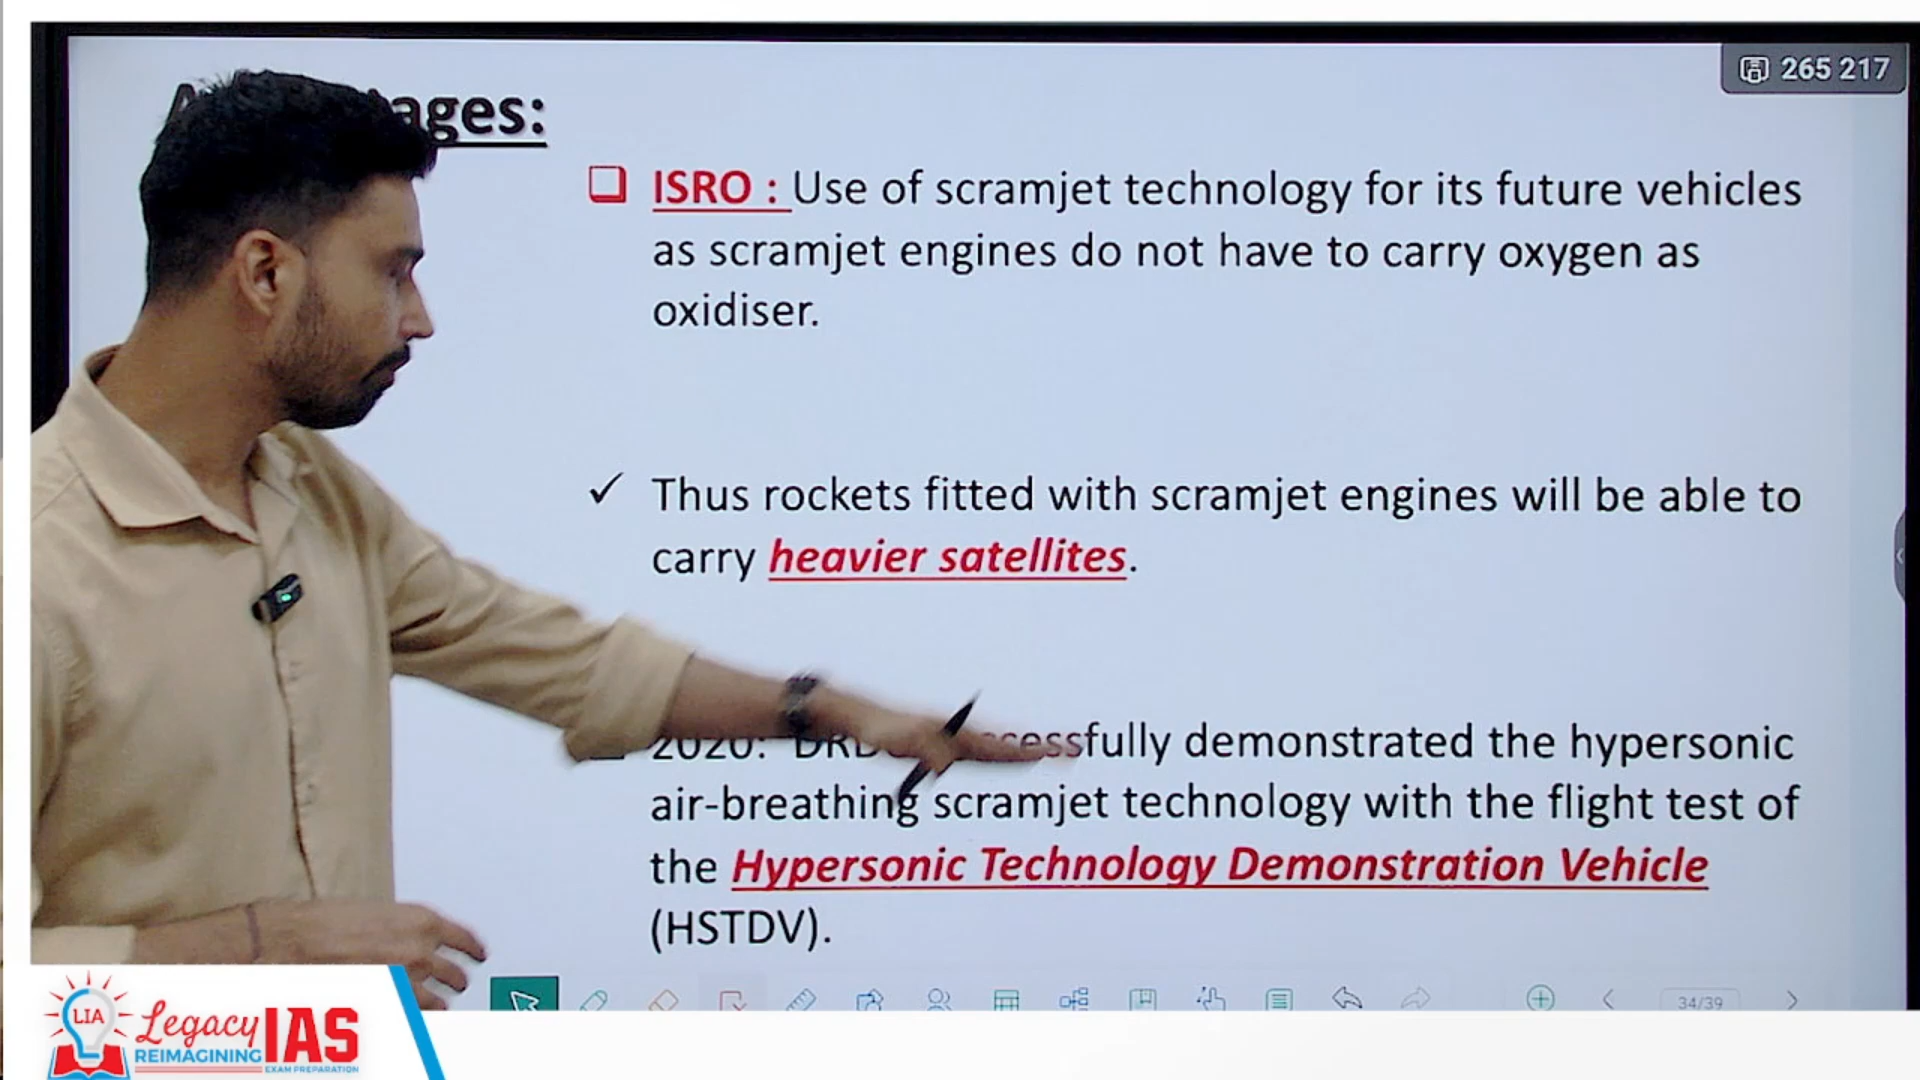 265 217
ages:
ISRO : Use of scramjet technology for its future vehicles
as scramjet engines do not have to carry oxygen as
oxidiser.
Thus rockets fitted with scramjet engines will be able to
carry heavier satellites.
2020: DRDO successfully demonstrated the hypersonic
air-breathing scramjet technology with the flight test of
the Hypersonic Technology Demonstration Vehicle
(HSTDV).
34/39
LIA
Legacy IAS
REIMAGINING
EXAM PREPARATION